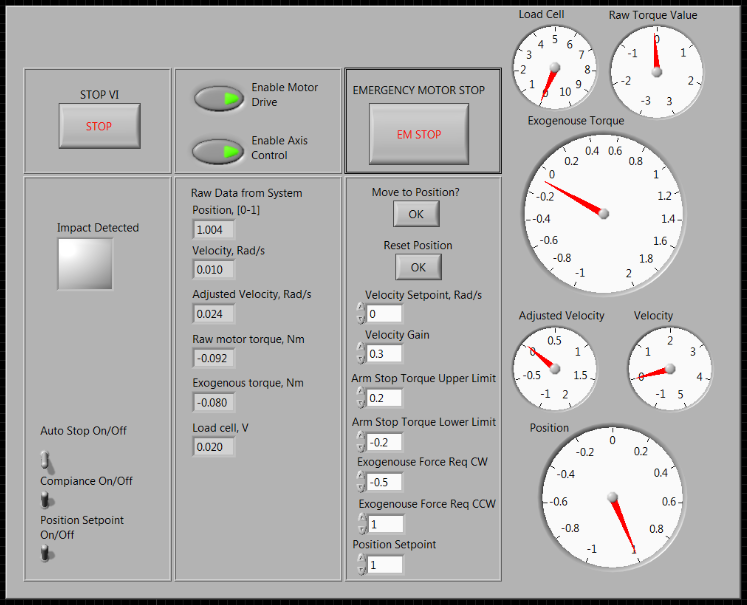 STOP VI
STOP
Enable Motor
Drive
Enable Axis
Control
EMERGENCY MOTOR STOP
EM STOP
Impact Detected
Auto Stop On/Off
Compiance On/Off
Position Setpoint
On/Off
Raw Data from System
Position, [0-1]
1.004
Velocity, Rad/s
0.010
Adjusted Velocity, Rad/s
0.024
Raw motor torque, Nm
-0.092
Exogenous torque, Nm
-0.080
Load cell, V
0.020
Move to Position?
OK
Reset Position
OK
Velocity Setpoint, Rad/s
0
Velocity Gain
0.3
Arm Stop Torque Upper Limit
0.2
Arm Stop Torque Lower Limit
-0.2
Exogenouse Force Req CW
-0.5
Exogenouse Force Req CCW
1
Position Setpoint
1
Load Cell
0 1 2 3 4 5 6 7 8 9 10
Raw Torque Value
-3 -2 -1 0 1 2 3
Exogenouse Torque
-1 -0.8 -0.6 -0.4 -0.2 0 0.2 0.4 0.6 0.8 1 1.2 1.4 1.6 1.8 2
Adjusted Velocity
-1 -0.5 0 0.5 1 1.5 2
Velocity
-1 0 1 2 3 4 5
Position
-1 -0.8 -0.6 -0.4 -0.2 0 0.2 0.4 0.6 0.8 1